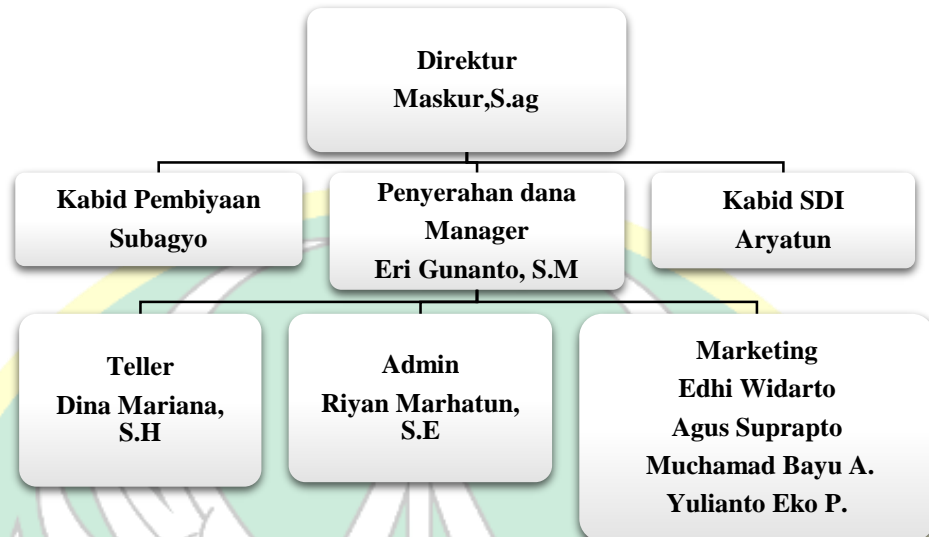 Direktur
Maskur,S.ag
Kabid Pembiyaan
Subagyo
Penyerahan dana
Manager
Eri Gunanto, S.M
Kabid SDI
Aryatun
Teller
Dina Mariana,
S.H
Admin
Riyan Marhatun,
S.E
Marketing
Edhi Widarto
Agus Suprapto
Muchamad Bayu A.
Yulianto Eko P.